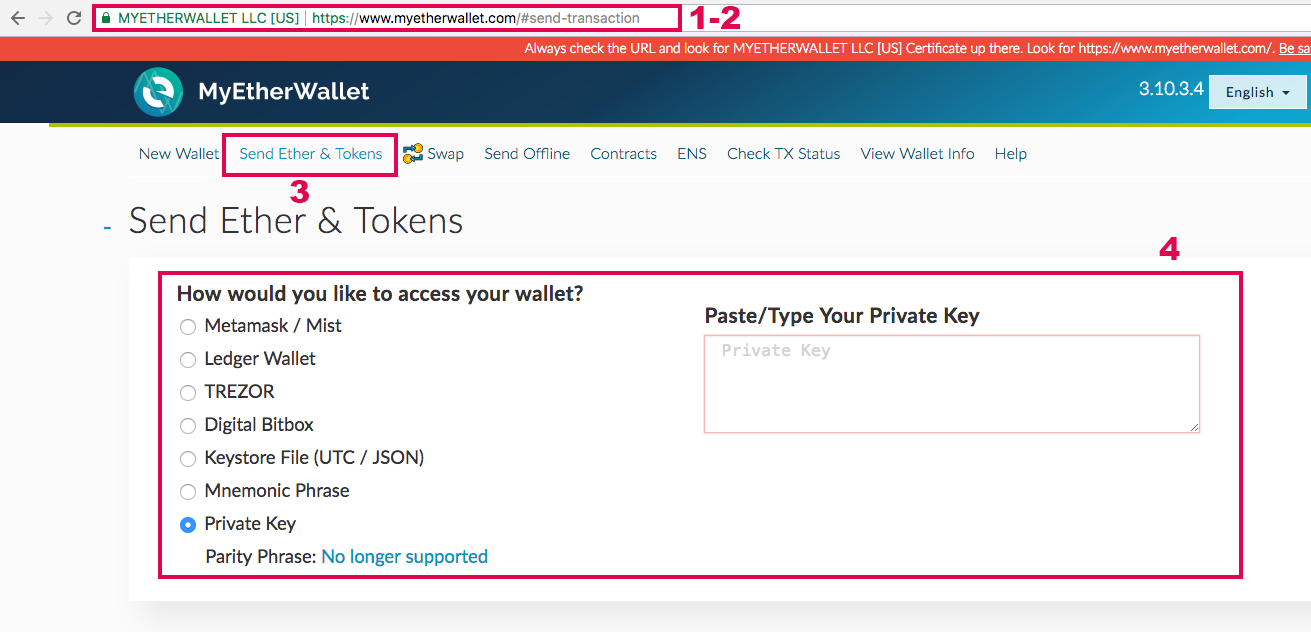 MYETHERWALLET LLC [US] | https://www.myetherwallet.com/#send-transaction 1-2
Always check the URL and look for MYETHERWALLET LLC [US] Certificate up there. Look for https://www.myetherwallet.com/. Be sa
MyEtherWallet 3.10.3.4 English
New Wallet Send Ether & Tokens Swap Send Offline Contracts ENS Check TX Status View Wallet Info Help
3
- Send Ether & Tokens
4
How would you like to access your wallet?
Metamask / Mist
Ledger Wallet
TREZOR
Digital Bitbox
Keystore File (UTC / JSON)
Mnemonic Phrase
Private Key
Parity Phrase: No longer supported
Paste/Type Your Private Key
Private Key